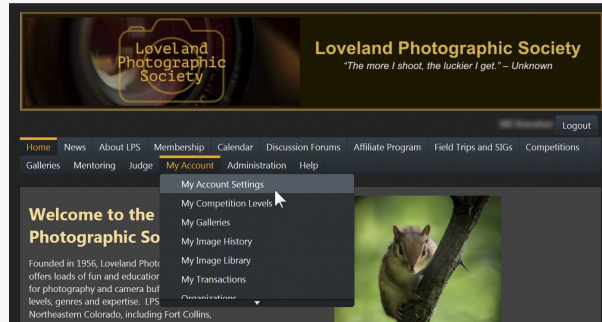 Loveland
Photographic
Society
Loveland Photographic Society
"The more I shoot, the luckier I get." – Unknown
Logout
Home News About LPS Membership Calendar Discussion Forums Affiliate Program Field Trips and SIGs Competitions
Galleries Mentoring Judge My Account Administration Help
My Account Settings
My Competition Levels
My Galleries
My Image History
My Image Library
My Transactions
Organizations
Welcome to the
Photographic So
Founded in 1956, Loveland Photo
offers loads of fun and education
for photography and camera buf
levels, genres and expertise. LPS
Northeastern Colorado, including Fort Collins,